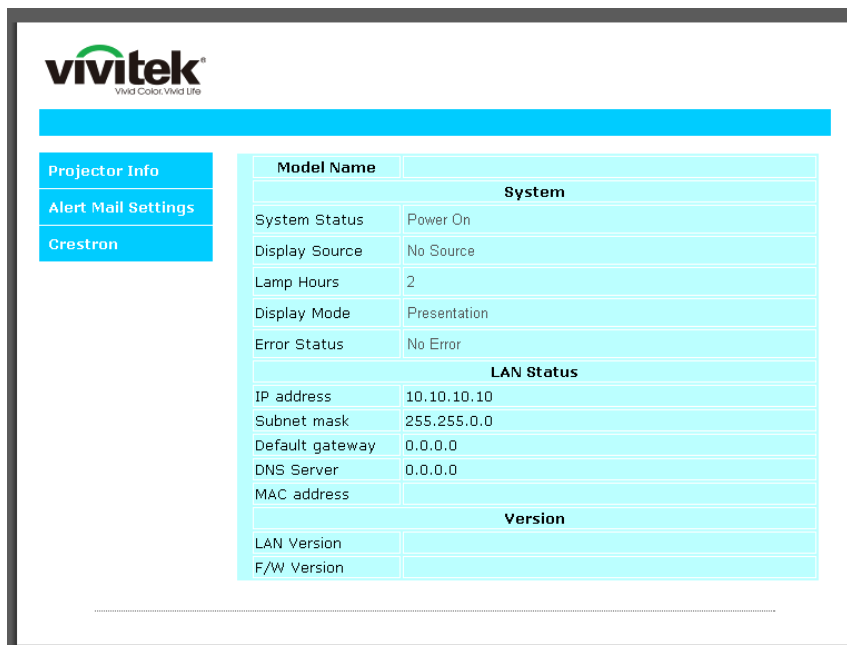 vivitek®
Vivid Color. Vivid Life
Projector Info
Alert Mail Settings
Crestron
Model Name
System
System Status Power On
Display Source No Source
Lamp Hours 2
Display Mode Presentation
Error Status No Error
LAN Status
IP address 10.10.10.10
Subnet mask 255.255.0.0
Default gateway 0.0.0.0
DNS Server 0.0.0.0
MAC address
Version
LAN Version
F/W Version